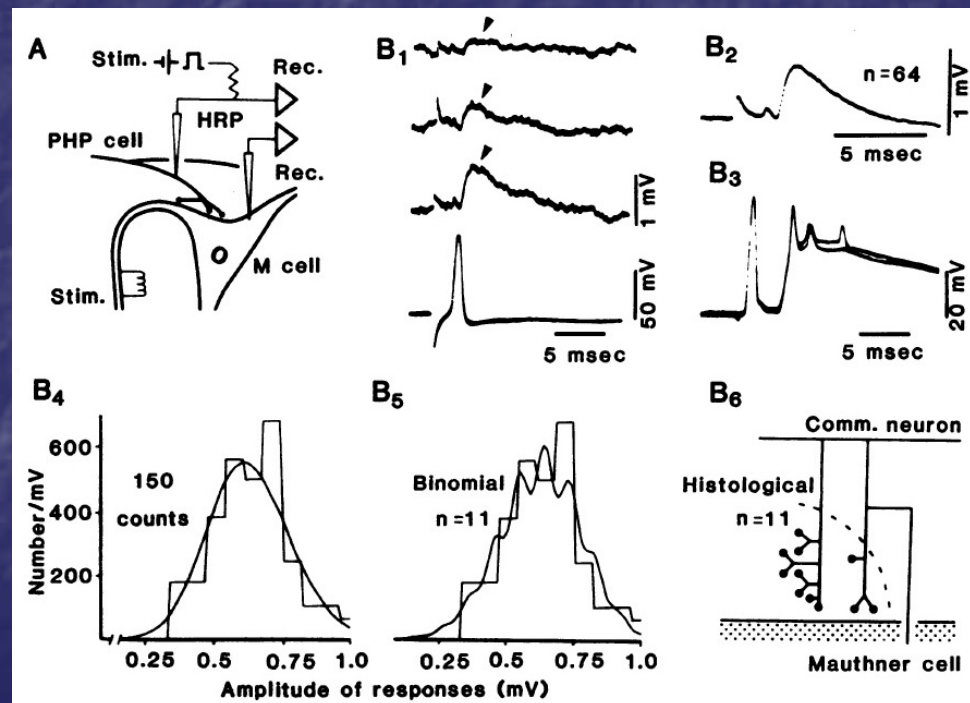 A
Stim.
Rec.
HRP
PHP cell
Rec.
M cell
Stim.
B1
1 mV
50 mV
5 msec
B2
n=64
1 mV
5 msec
B3
20 mV
5 msec
B4
600
400
200
Number/mV
150
counts
0.25 0.5 0.75 1.0
B5
Binomial
n=11
0.25 0.5 0.75 1.0
Amplitude of responses (mV)
B6
Comm. neuron
Histological
n=11
Mauthner cell